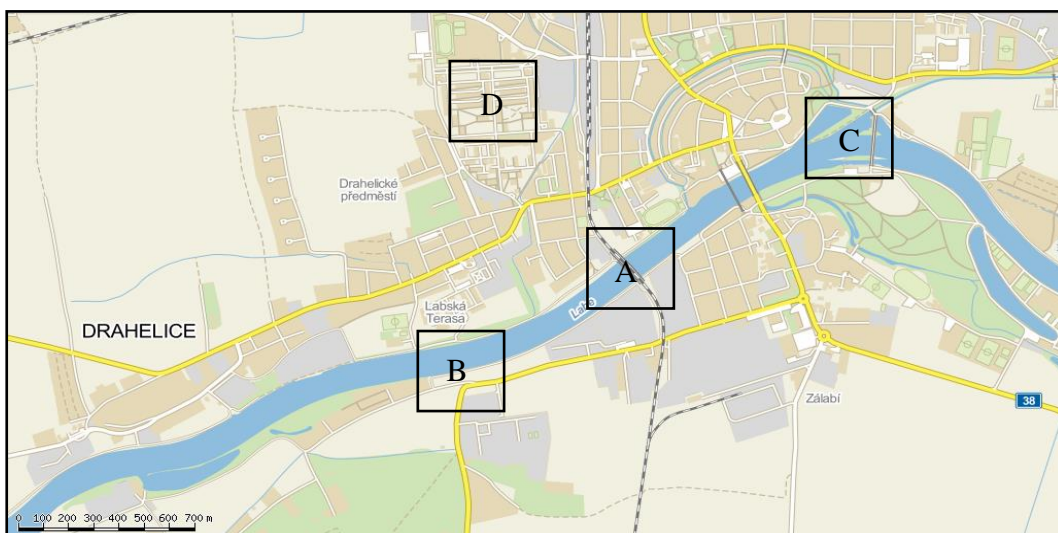 D
C
Drahelické
předměstí
A
Labe
Labská
Terasa
DRAHELICE
B
38
Zálabí
0 100 200 300 400 500 600 700 m